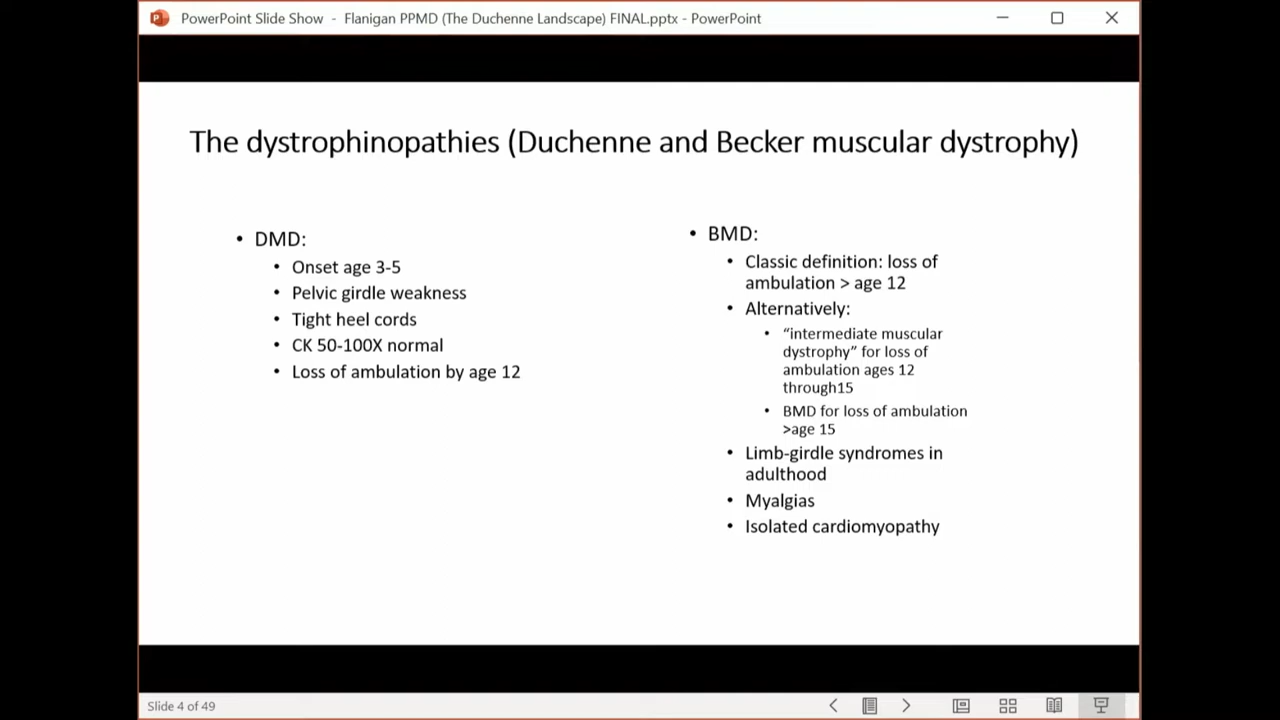 PowerPoint Slide Show - Flanigan PPMD (The Duchenne Landscape) FINAL.pptx - PowerPoint
The dystrophinopathies (Duchenne and Becker muscular dystrophy)
• DMD:
• Onset age 3-5
• Pelvic girdle weakness
• Tight heel cords
• CK 50-100X normal
• Loss of ambulation by age 12
• BMD:
• Classic definition: loss of
ambulation > age 12
• Alternatively:
• “intermediate muscular
dystrophy” for loss of
ambulation ages 12
through15
• BMD for loss of ambulation
>age 15
• Limb-girdle syndromes in
adulthood
• Myalgias
• Isolated cardiomyopathy
Slide 4 of 49